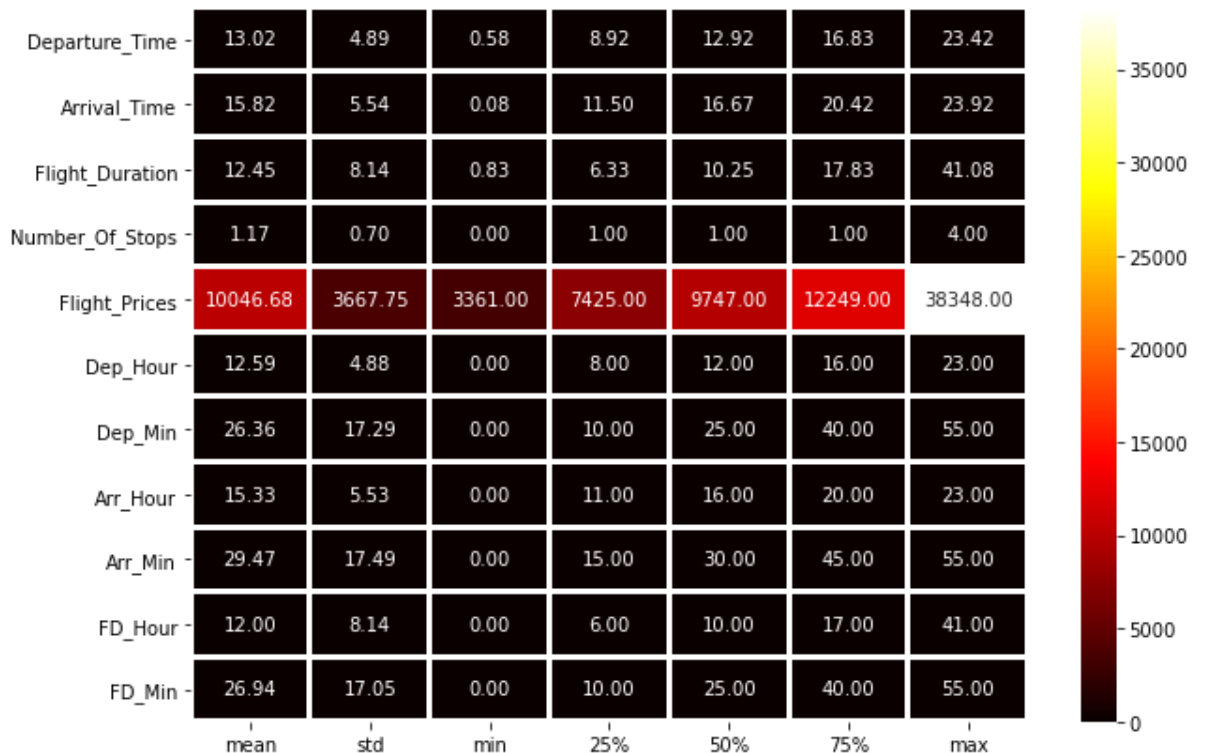 Departure_Time 13.02 4.89 0.58 8.92 12.92 16.83 23.42
Arrival_Time 15.82 5.54 0.08 11.50 16.67 20.42 23.92
Flight_Duration 12.45 8.14 0.83 6.33 10.25 17.83 41.08
Number_Of_Stops 1.17 0.70 0.00 1.00 1.00 1.00 4.00
Flight_Prices 10046.68 3667.75 3361.00 7425.00 9747.00 12249.00 38348.00
Dep_Hour 12.59 4.88 0.00 8.00 12.00 16.00 23.00
Dep_Min 26.36 17.29 0.00 10.00 25.00 40.00 55.00
Arr_Hour 15.33 5.53 0.00 11.00 16.00 20.00 23.00
Arr_Min 29.47 17.49 0.00 15.00 30.00 45.00 55.00
FD_Hour 12.00 8.14 0.00 6.00 10.00 17.00 41.00
FD_Min 26.94 17.05 0.00 10.00 25.00 40.00 55.00
mean std min 25% 50% 75% max
35000
30000
25000
20000
15000
10000
5000
0